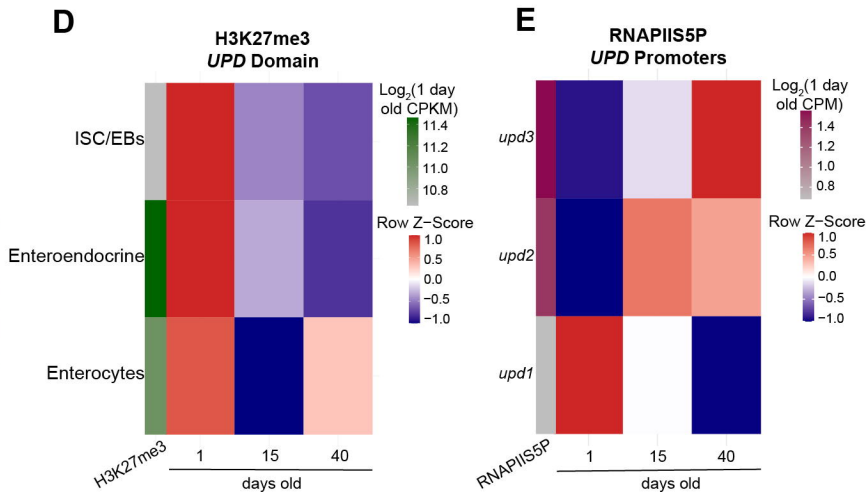 D
H3K27me3
UPD Domain
ISC/EBs
Enteroendocrine
Enterocytes
H3K27me3
1
15
40
days old
Log2(1 day
old CPKM)
11.4
11.1
10.8
Row Z−Score
1.0
0.5
0.0
−0.5
−1.0
E
RNAPIIS5P
UPD Promoters
upd3
upd2
upd1
RNAPIIS5P
1
15
40
days old
Log2(1 day
old CPM)
1.4
1.2
1.0
0.8
Row Z−Score
1.0
0.5
0.0
−0.5
−1.0